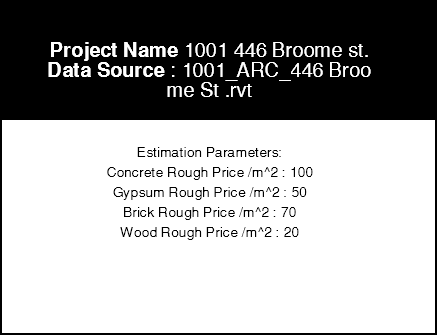 Project Name 1001 446 Broome st.
Data Source : 1001_ARC_446 Broo
me St .rvt
Estimation Parameters:
Concrete Rough Price /m^2 : 100
Gypsum Rough Price /m^2 : 50
Brick Rough Price /m^2 : 70
Wood Rough Price /m^2 : 20